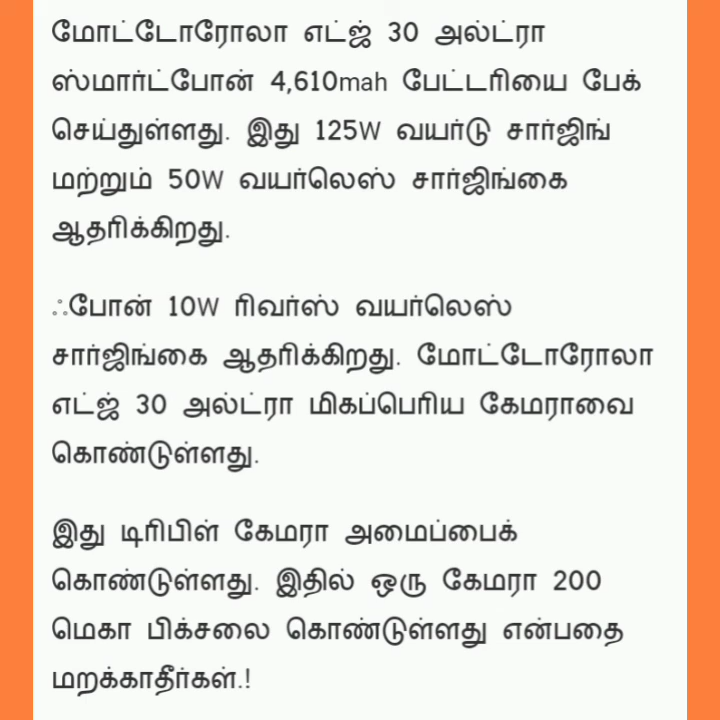 மோட்டோரோலா எட்ஜ் 30 அல்ட்ரா
ஸ்மார்ட்போன் 4,610mah பேட்டரியை பேக்
செய்துள்ளது. இது 125W வயர்டு சார்ஜிங்
மற்றும் 50W வயர்லெஸ் சார்ஜிங்கை
ஆதரிக்கிறது.
ஃபோன் 10W ரிவர்ஸ் வயர்லெஸ்
சார்ஜிங்கை ஆதரிக்கிறது. மோட்டோரோலா
எட்ஜ் 30 அல்ட்ரா மிகப்பெரிய கேமராவை
கொண்டுள்ளது.
இது டிரிபிள் கேமரா அமைப்பைக்
கொண்டுள்ளது. இதில் ஒரு கேமரா 200
மெகா பிக்சலை கொண்டுள்ளது என்பதை
மறக்காதீர்கள்.!